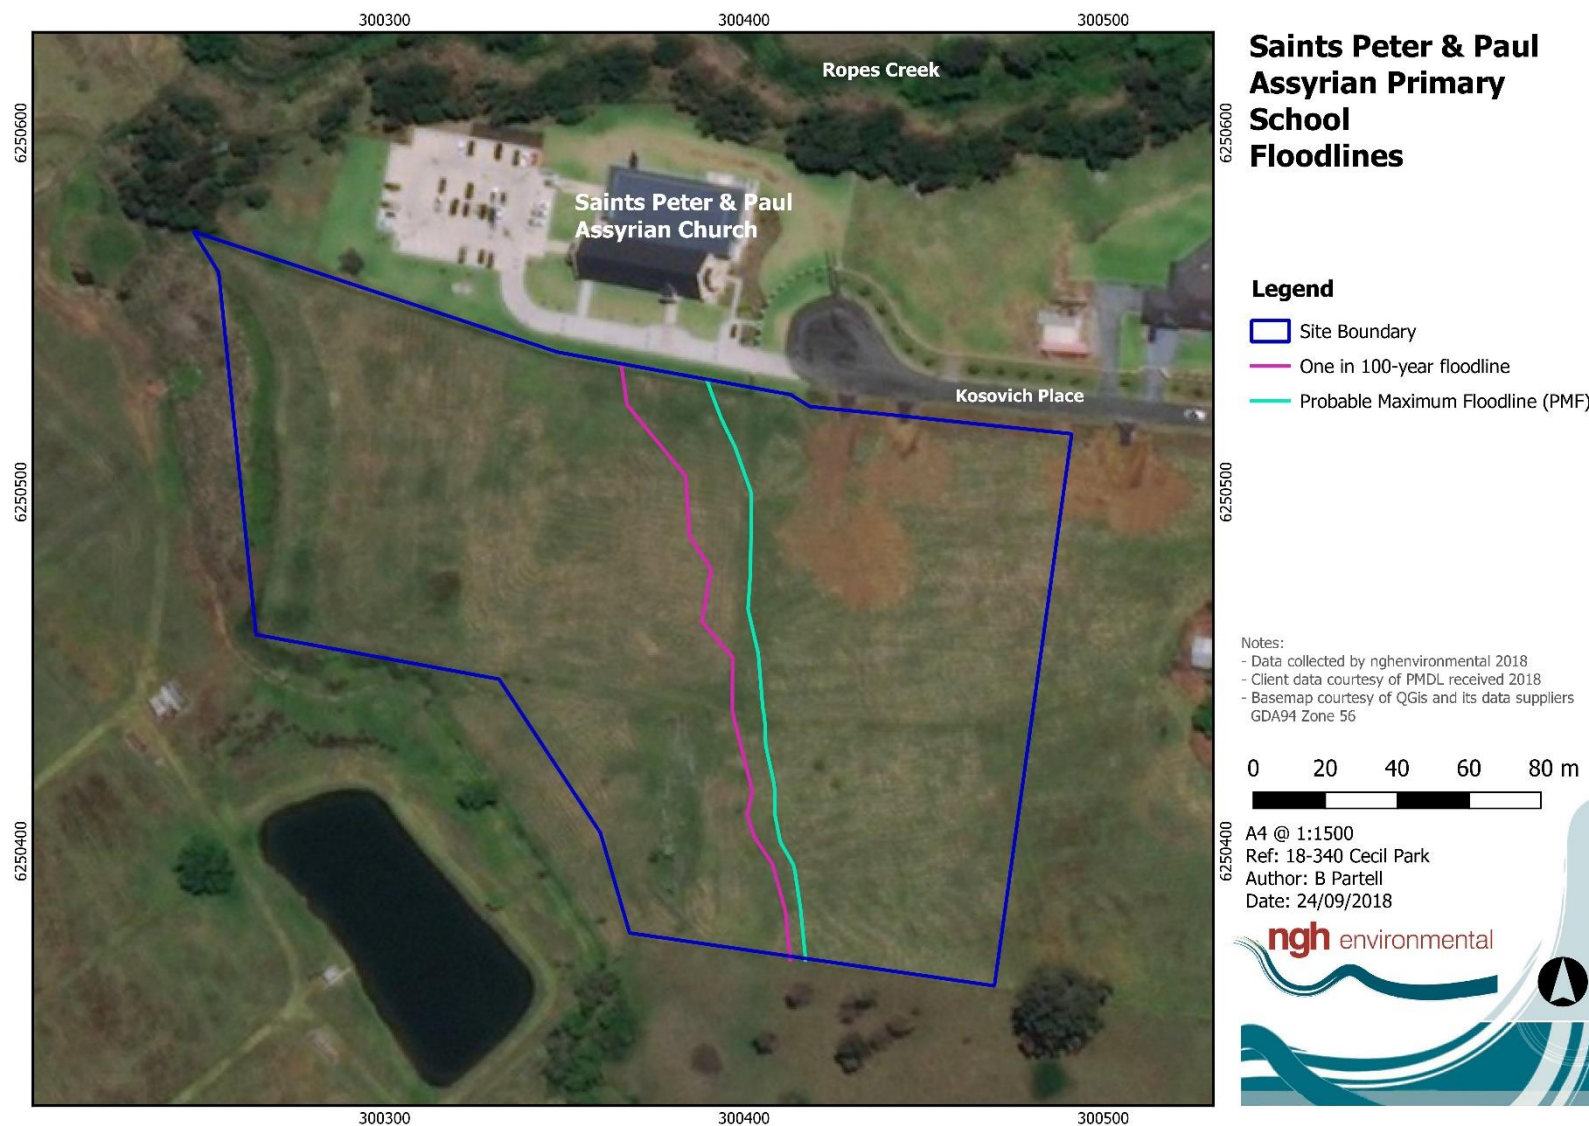 300300
300400
300500
Saints Peter & Paul
Assyrian Primary
School
Floodlines
Ropes Creek
6250600
6250600
Saints Peter & Paul
Assyrian Church
Legend
Site Boundary
One in 100-year floodline
Probable Maximum Floodline (PMF)
Kosovich Place
6250500
6250500
Notes:
- Data collected by nghenvironmental 2018
- Client data courtesy of PMDL received 2018
- Basemap courtesy of QGis and its data suppliers
GDA94 Zone 56
0 20 40 60 80 m
6250400
6250400
A4 @ 1:1500
Ref: 18-340 Cecil Park
Author: B Partell
Date: 24/09/2018
ngh environmental
300300
300400
300500